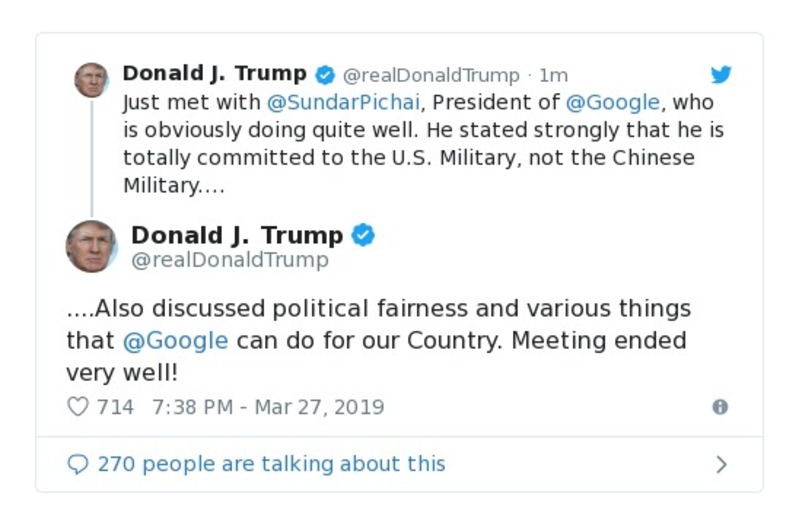 Donald J. Trump @realDonaldTrump · 1m
Just met with @SundarPichai, President of @Google, who
is obviously doing quite well. He stated strongly that he is
totally committed to the U.S. Military, not the Chinese
Military....
Donald J. Trump
@realDonaldTrump
....Also discussed political fairness and various things
that @Google can do for our Country. Meeting ended
very well!
714 7:38 PM - Mar 27, 2019
270 people are talking about this